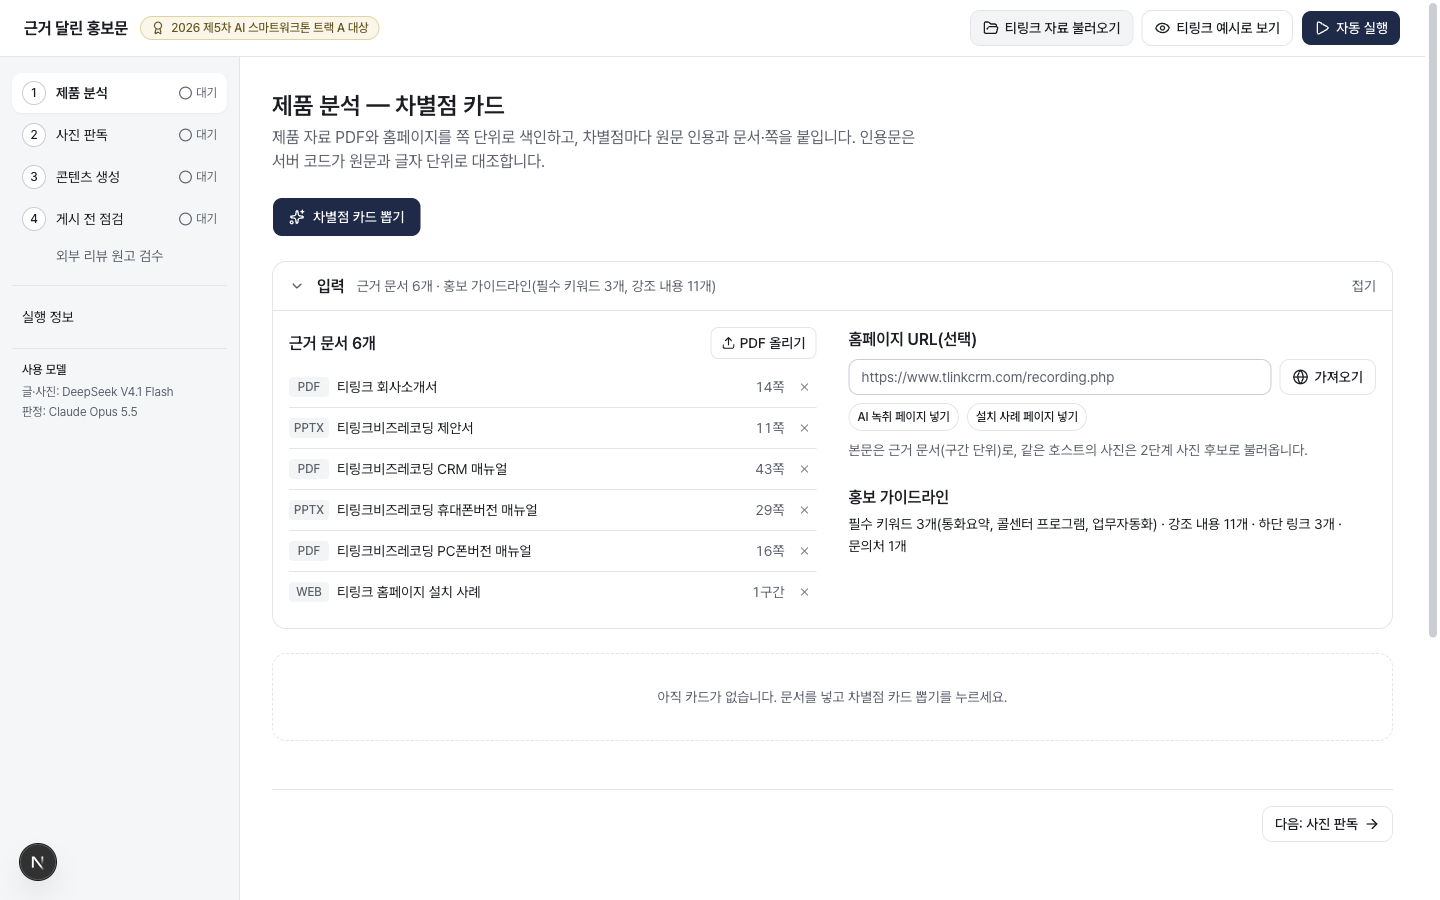 근거 달린 홍보문
2026 제5차 AI 스마트워크톤 트랙 A 대상
티링크 자료 불러오기
티링크 예시로 보기
자동 실행
1 제품 분석 대기
2 사진 판독 대기
3 콘텐츠 생성 대기
4 게시 전 점검 대기
외부 리뷰 원고 검수
실행 정보
사용 모델
글·사진: DeepSeek V4.1 Flash
판정: Claude Opus 5.5
제품 분석 — 차별점 카드
제품 자료 PDF와 홈페이지를 쪽 단위로 색인하고, 차별점마다 원문 인용과 문서·쪽을 붙입니다. 인용문은
서버 코드가 원문과 글자 단위로 대조합니다.
차별점 카드 뽑기
입력 근거 문서 6개 · 홍보 가이드라인(필수 키워드 3개, 강조 내용 11개) 접기
근거 문서 6개
PDF 올리기
PDF 티링크 회사소개서 14쪽 ×
PPTX 티링크비즈레코딩 제안서 11쪽 ×
PDF 티링크비즈레코딩 CRM 매뉴얼 43쪽 ×
PPTX 티링크비즈레코딩 휴대폰버전 매뉴얼 29쪽 ×
PDF 티링크비즈레코딩 PC폰버전 매뉴얼 16쪽 ×
WEB 티링크 홈페이지 설치 사례 1구간 ×
홈페이지 URL(선택)
https://www.tlinkcrm.com/recording.php
가져오기
AI 녹취 페이지 넣기
설치 사례 페이지 넣기
본문은 근거 문서(구간 단위)로, 같은 호스트의 사진은 2단계 사진 후보로 불러옵니다.
홍보 가이드라인
필수 키워드 3개(통화요약, 콜센터 프로그램, 업무자동화) · 강조 내용 11개 · 하단 링크 3개 ·
문의처 1개
아직 카드가 없습니다. 문서를 넣고 차별점 카드 뽑기를 누르세요.
다음: 사진 판독
N